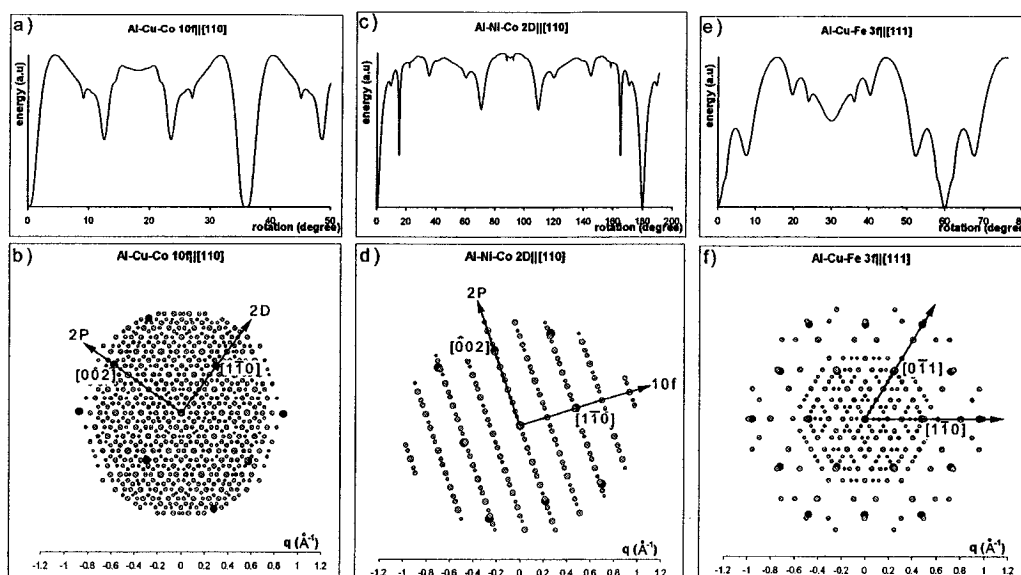 a)
Al-Cu-Co 10f||[110]
energy (a.u)
0 10 20 30 40 50
rotation (degree)
c)
Al-Ni-Co 2D||[110]
energy (a.u)
0 20 40 60 80 100 120 140 160 180 200
rotation (degree)
e)
Al-Cu-Fe 3f||[111]
energy (a.u)
0 20 40 60 80
rotation (degree)
b)
Al-Cu-Co 10f||[110]
2P
2D
[002]
[11̄0]
q (Å⁻¹)
-1.2 -1 -0.8 -0.6 -0.4 -0.2 0 0.2 0.4 0.6 0.8 1 1.2
d)
Al-Ni-Co 2D||[110]
2P
[0̄02]
10f
[11̄0]
q (Å⁻¹)
-1.2 -1 -0.8 -0.6 -0.4 -0.2 0 0.2 0.4 0.6 0.8 1 1.2
f)
Al-Cu-Fe 3f||[111]
[01̄1]
[1̄10]
q (Å⁻¹)
-1.2 -1 -0.8 -0.6 -0.4 -0.2 0 0.2 0.4 0.6 0.8 1 1.2